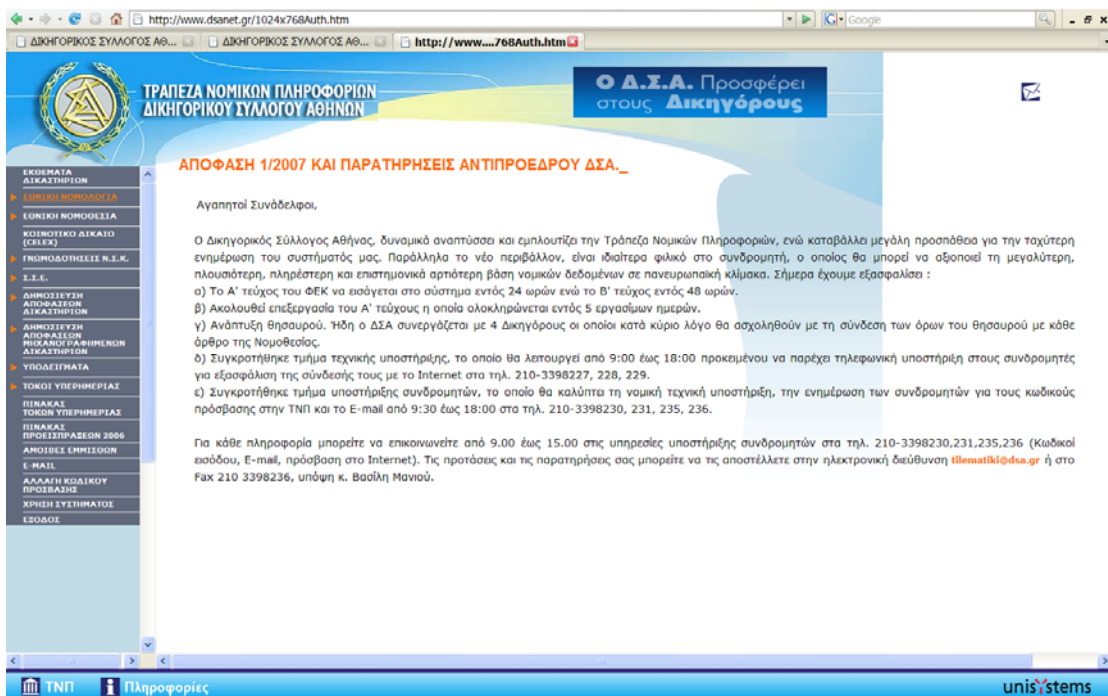 http://www.dsanet.gr/1024x768Auth.htm
Google
ΔΙΚΗΓΟΡΙΚΟΣ ΣΥΛΛΟΓΟΣ ΑΘ...
ΔΙΚΗΓΟΡΙΚΟΣ ΣΥΛΛΟΓΟΣ ΑΘ...
http://www....768Auth.htm
ΤΡΑΠΕΖΑ ΝΟΜΙΚΩΝ ΠΛΗΡΟΦΟΡΙΩΝ
ΔΙΚΗΓΟΡΙΚΟΥ ΣΥΛΛΟΓΟΥ ΑΘΗΝΩΝ
Ο Δ.Σ.Α. Προσφέρει
στους Δικηγόρους
ΕΚΘΕΜΑΤΑ
ΔΙΚΑΣΤΗΡΙΩΝ
ΕΘΝΙΚΗ ΝΟΜΟΛΟΓΙΑ
ΕΘΝΙΚΗ ΝΟΜΟΘΕΣΙΑ
ΚΟΙΝΟΤΙΚΟ ΔΙΚΑΙΟ
(CELEX)
ΓΝΩΜΟΔΟΤΗΣΕΙΣ Ν.Σ.Κ.
Σ.Σ.Ε.
ΔΗΜΟΣΙΕΥΣΗ
ΑΠΟΦΑΣΕΩΝ
ΔΙΚΑΣΤΗΡΙΩΝ
ΔΗΜΟΣΙΕΥΣΗ
ΑΠΟΦΑΣΕΩΝ
ΜΗΧΑΝΟΓΡΑΦΗΜΕΝΩΝ
ΔΙΚΑΣΤΗΡΙΩΝ
ΥΠΟΔΕΙΓΜΑΤΑ
ΤΟΚΟΙ ΥΠΕΡΗΜΕΡΙΑΣ
ΠΙΝΑΚΑΣ
ΤΟΚΩΝ ΥΠΕΡΗΜΕΡΙΑΣ
ΠΙΝΑΚΑΣ
ΠΡΟΕΙΣΠΡΑΞΕΩΝ 2006
ΑΜΟΙΒΕΣ ΕΜΜΙΣΘΩΝ
E-MAIL
ΑΛΛΑΓΗ ΚΩΔΙΚΟΥ
ΠΡΟΣΒΑΣΗΣ
ΧΡΗΣΗ ΣΥΣΤΗΜΑΤΟΣ
ΕΞΟΔΟΣ
ΑΠΟΦΑΣΗ 1/2007 ΚΑΙ ΠΑΡΑΤΗΡΗΣΕΙΣ ΑΝΤΙΠΡΟΕΔΡΟΥ ΔΣΑ._
Αγαπητοί Συνάδελφοι,
Ο Δικηγορικός Σύλλογος Αθήνας, δυναμικά αναπτύσσει και εμπλουτίζει την Τράπεζα Νομικών Πληροφοριών, ενώ καταβάλλει μεγάλη προσπάθεια για την ταχύτερη
ενημέρωση του συστήματός μας. Παράλληλα το νέο περιβάλλον, είναι ιδιαίτερα φιλικό στο συνδρομητή, ο οποίος θα μπορεί να αξιοποιεί τη μεγαλύτερη,
πλουσιότερη, πληρέστερη και επιστημονικά αρτιότερη βάση νομικών δεδομένων σε πανευρωπαϊκή κλίμακα. Σήμερα έχουμε εξασφαλίσει :
α) Το Α' τεύχος του ΦΕΚ να εισάγεται στο σύστημα εντός 24 ωρών ενώ το Β' τεύχος εντός 48 ωρών.
β) Ακολουθεί επεξεργασία του Α' τεύχους η οποία ολοκληρώνεται εντός 5 εργασίμων ημερών.
γ) Ανάπτυξη θησαυρού. Ήδη ο ΔΣΑ συνεργάζεται με 4 Δικηγόρους οι οποίοι κατά κύριο λόγο θα ασχοληθούν με τη σύνδεση των όρων του θησαυρού με κάθε
άρθρο της Νομοθεσίας.
δ) Συγκροτήθηκε τμήμα τεχνικής υποστήριξης, το οποίο θα λειτουργεί από 9:00 έως 18:00 προκειμένου να παρέχει τηλεφωνική υποστήριξη στους συνδρομητές
για εξασφάλιση της σύνδεσής τους με το Internet στα τηλ. 210-3398227, 228, 229.
ε) Συγκροτήθηκε τμήμα υποστήριξης συνδρομητών, το οποίο θα καλύπτει τη νομική τεχνική υποστήριξη, την ενημέρωση των συνδρομητών για τους κωδικούς
πρόσβασης στην ΤΝΠ και το E-mail από 9:30 έως 18:00 στα τηλ. 210-3398230, 231, 235, 236.
Για κάθε πληροφορία μπορείτε να επικοινωνείτε από 9.00 έως 15.00 στις υπηρεσίες υποστήριξης συνδρομητών στα τηλ. 210-3398230,231,235,236 (Κωδικοί
εισόδου, E-mail, πρόσβαση στο Internet). Τις προτάσεις και τις παρατηρήσεις σας μπορείτε να τις αποστέλλετε στην ηλεκτρονική διεύθυνση tilematiki@dsa.gr ή στο
Fax 210 3398236, υπόψη κ. Βασίλη Μανιού.
ΤΝΠ
Πληροφορίες
unisystems